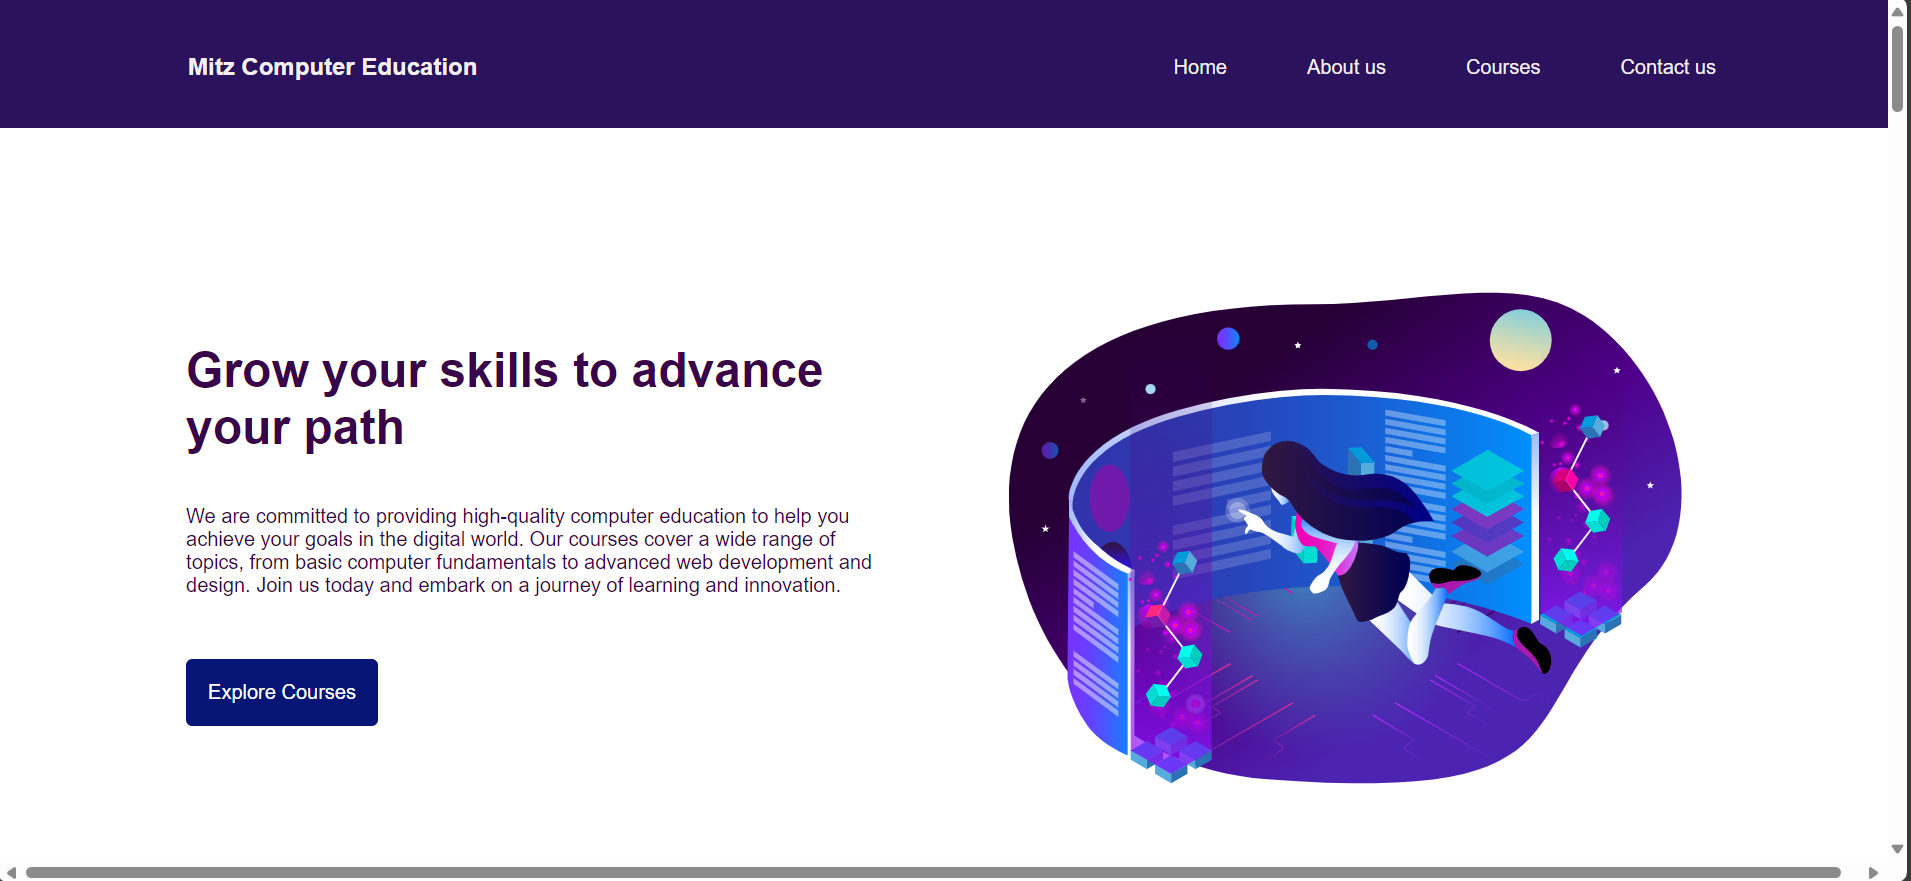 Mitz Computer Education
Home
About us
Courses
Contact us
Grow your skills to advance
your path
We are committed to providing high-quality computer education to help you
achieve your goals in the digital world. Our courses cover a wide range of
topics, from basic computer fundamentals to advanced web development and
design. Join us today and embark on a journey of learning and innovation.
Explore Courses